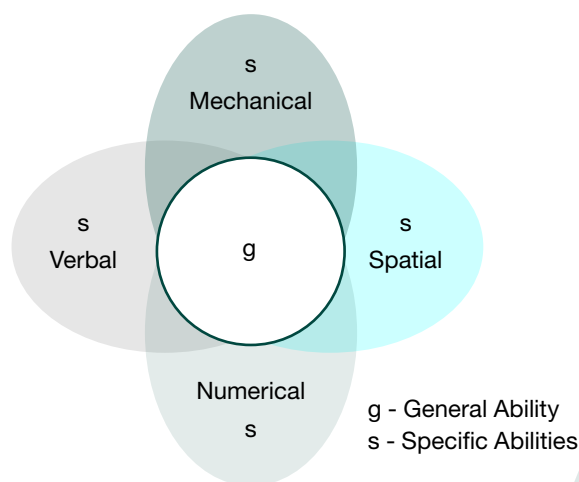 s
Mechanical
s
Verbal
g
s
Spatial
Numerical
s
g - General Ability
s - Specific Abilities